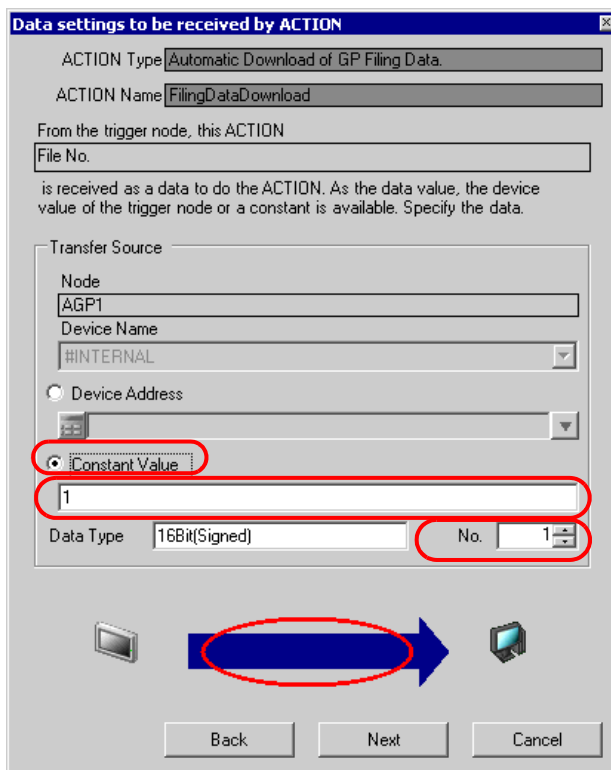 Data settings to be received by ACTION
ACTION Type Automatic Download of GP Filing Data.
ACTION Name FilingDataDownload
From the trigger node, this ACTION
File No.
is received as a data to do the ACTION. As the data value, the device
value of the trigger node or a constant is available. Specify the data.
Transfer Source
Node
AGP1
Device Name
#INTERNAL
Device Address
Constant Value
1
Data Type 16Bit(Signed) No. 1
Back Next Cancel